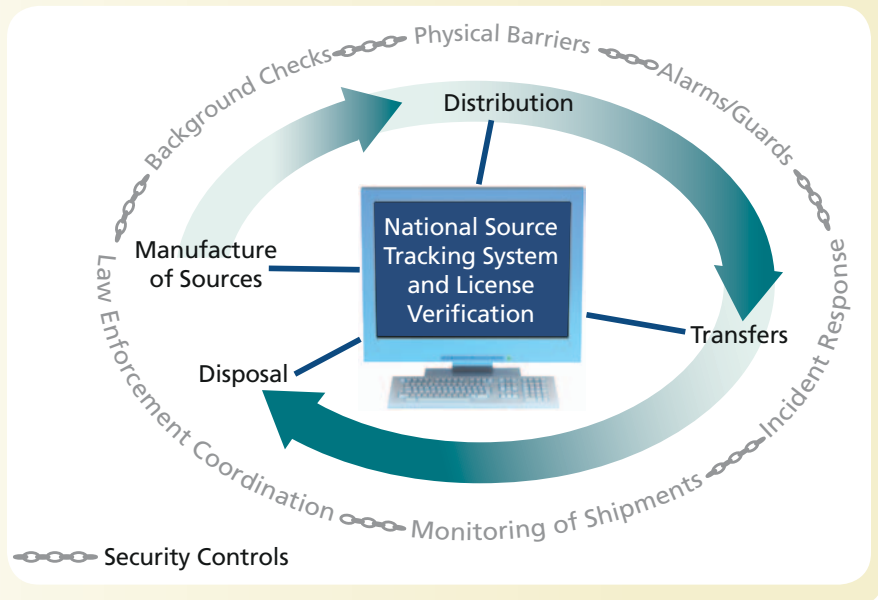 Physical Barriers
Background Checks
Alarms/Guards
Distribution
National Source
Tracking System
and License
Verification
Manufacture
of Sources
Transfers
Disposal
Law Enforcement Coordination
Incident Response
Monitoring of Shipments
Security Controls